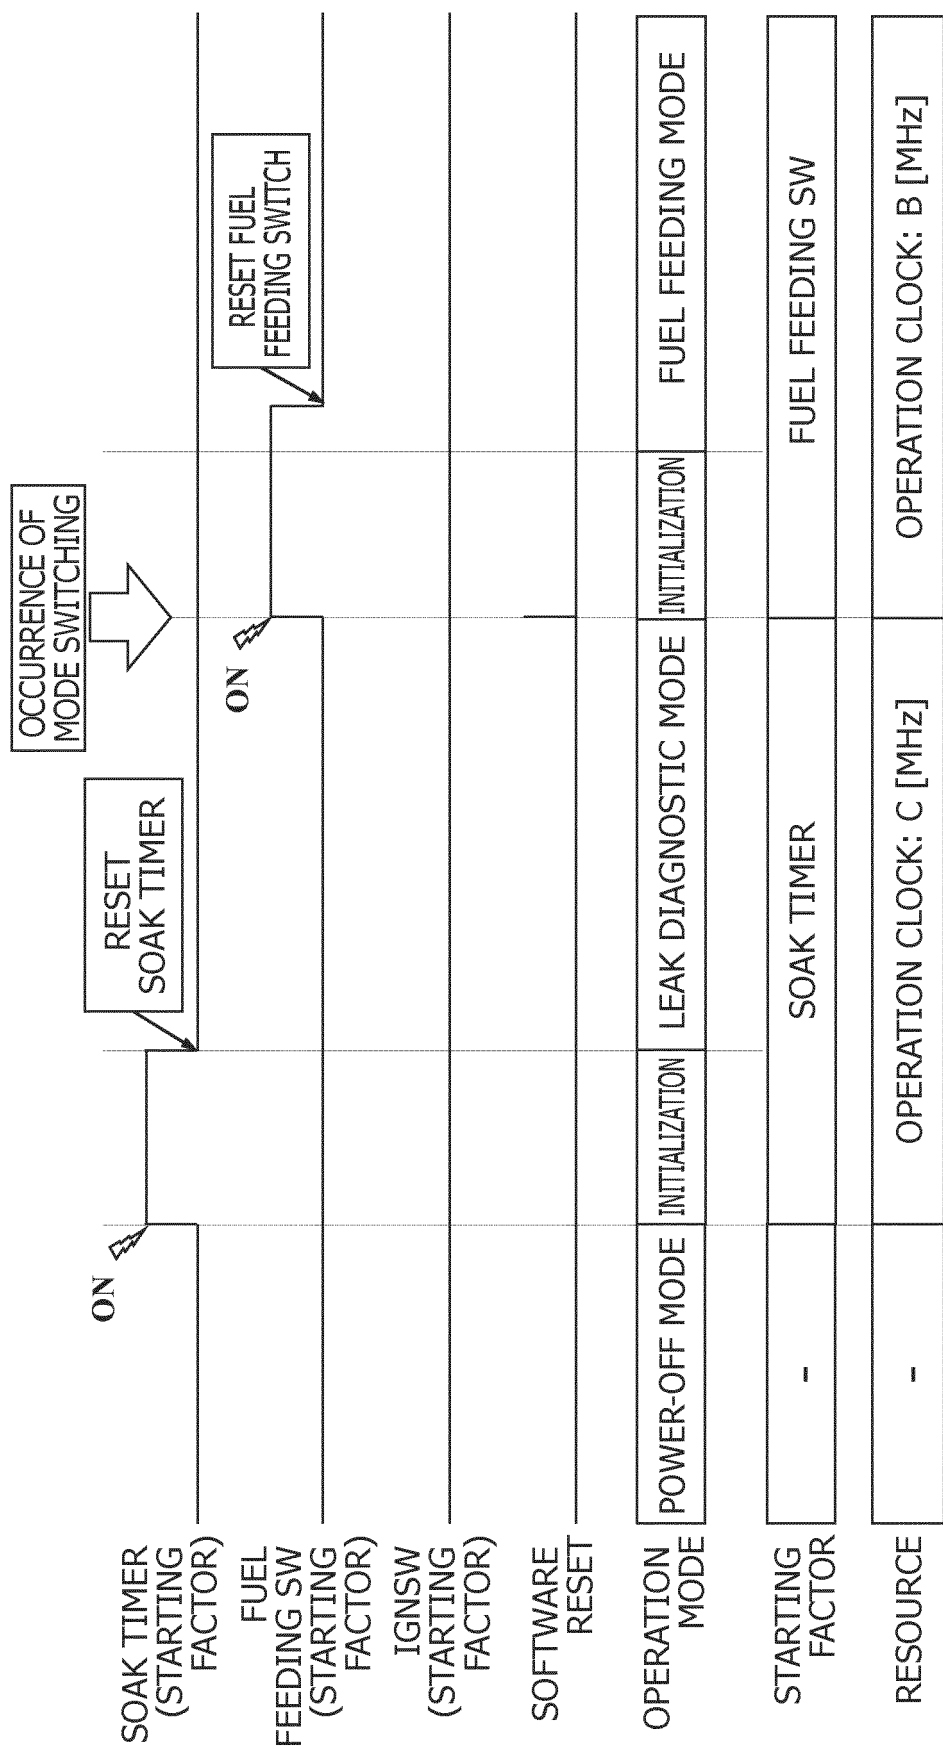 OCCURRENCE OF
MODE SWITCHING
RESET
SOAK TIMER
RESET FUEL
FEEDING SWITCH
ON
ON
SOAK TIMER
(STARTING
FACTOR)
FUEL
FEEDING SW
(STARTING
FACTOR)
IGNSW
(STARTING
FACTOR)
SOFTWARE
RESET
OPERATION
MODE
POWER-OFF MODE
INITIALIZATION
LEAK DIAGNOSTIC MODE
INITIALIZATION
FUEL FEEDING MODE
STARTING
FACTOR
-
SOAK TIMER
FUEL FEEDING SW
RESOURCE
-
OPERATION CLOCK: C [MHz]
OPERATION CLOCK: B [MHz]